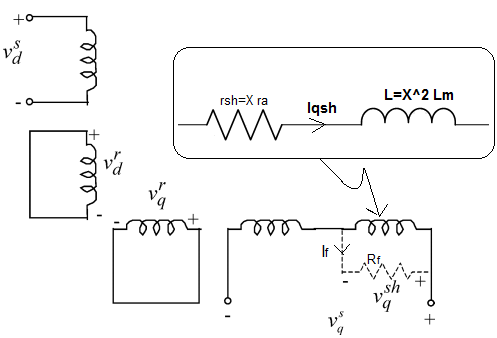 +
v_d^s
-
rsh=X ra
Iqsh
L=X^2 Lm
+
v_d^r
-
v_q^r
-
+
If
Rf
-
+
v_q^sh
-
v_q^s
+